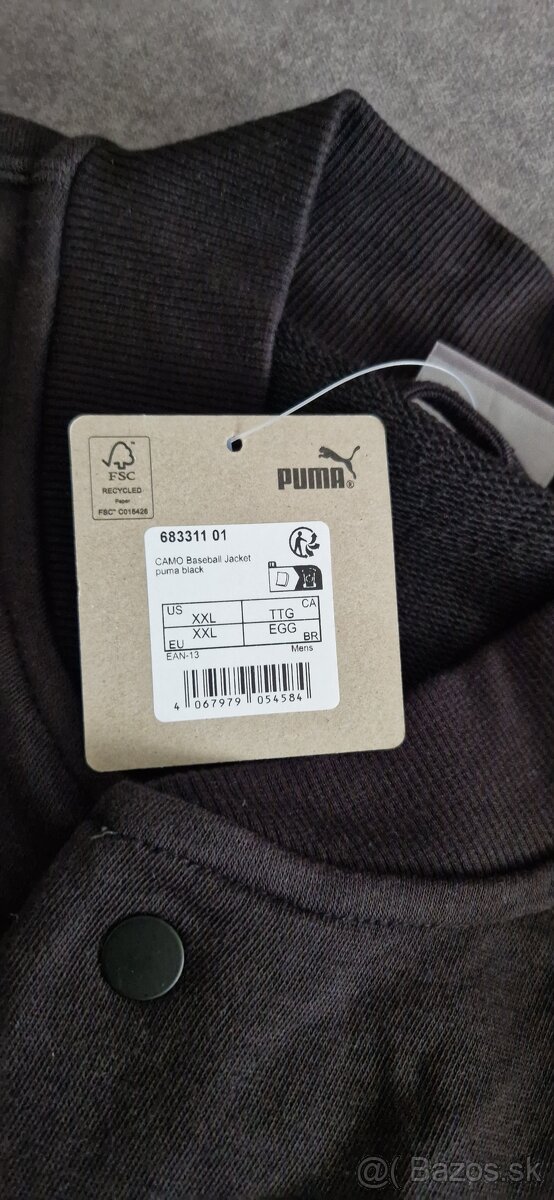 FSC
RECYCLED
Paper
FSC® C016426
PUMA®
683311 01
CAMO Baseball Jacket
puma black
US XXL TTG CA
EU XXL EGG BR
EAN-13 Mens
4 067979 054584
@( Bazos.sk